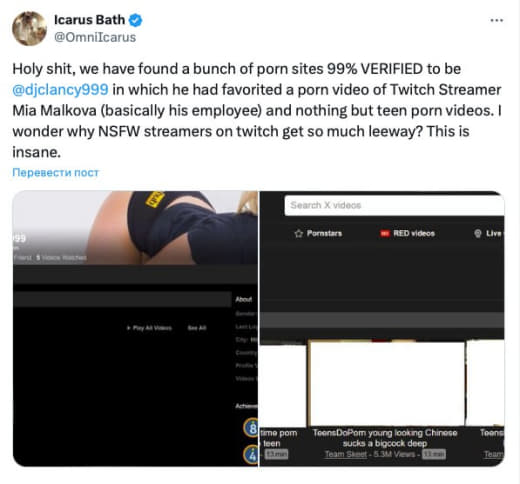 Icarus Bath
@OmniIcarus
Holy shit, we have found a bunch of porn sites 99% VERIFIED to be
@djclancy999 in which he had favorited a porn video of Twitch Streamer
Mia Malkova (basically his employee) and nothing but teen porn videos. I
wonder why NSFW streamers on twitch get so much leeway? This is
insane.
Перевести пост
Search X videos
Pornstars RED videos Live
99
Friend 5 Videos Watched
About
Gender
Play All Videos See All
City:
Country
Profile
Videos
Achieve
8
4
time porn
teen
13 min
TeensDoPorn young looking Chinese
sucks a bigcock deep
Team Skeet - 5.3M Views - 13 min
Teens
Team